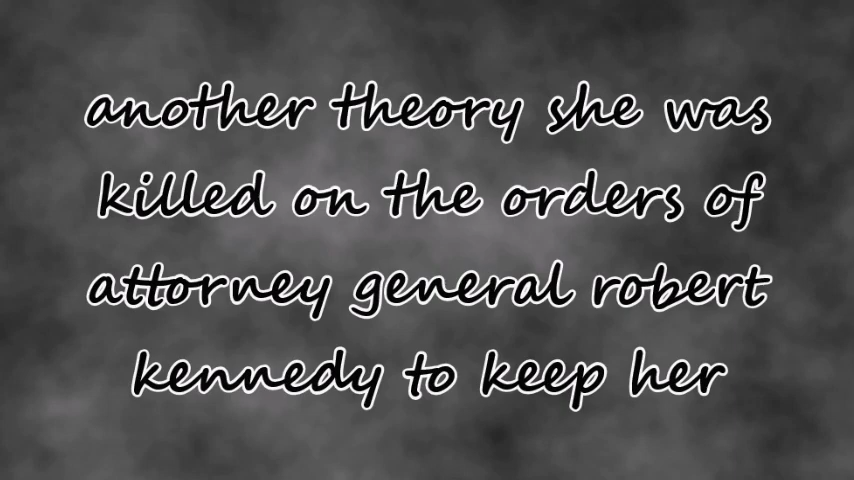 another theory she was
killed on the orders of
attorney general robert
kennedy to keep her